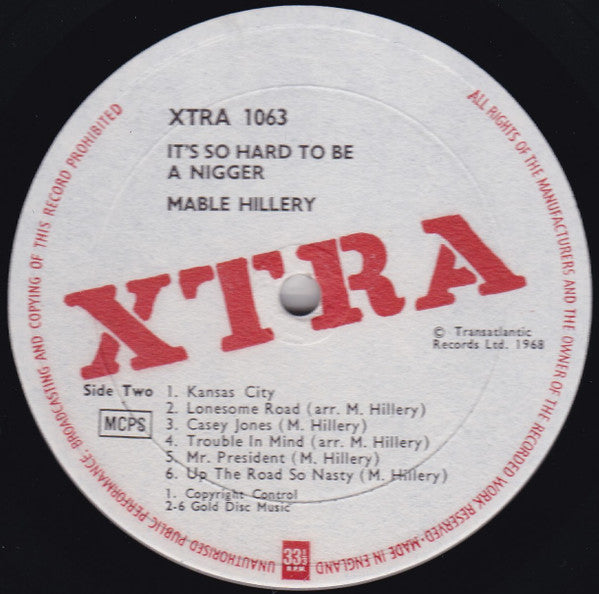 XTRA 1063
IT'S SO HARD TO BE
A NIGGER
MABLE HILLERY
XTRA
© Transatlantic
Records Ltd. 1968
Side Two
MCPS
1. Kansas City
2. Lonesome Road (arr. M. Hillery)
3. Casey Jones (M. Hillery)
4. Trouble In Mind (arr. M. Hillery)
5. Mr. President (M. Hillery)
6. Up The Road So Nasty (M. Hillery)
1. Copyright Control
2-6 Gold Disc Music
33 1/3
R.P.M.
ALL RIGHTS OF THE MANUFACTURERS AND THE OWNER OF THE RECORDED WORK RESERVED · MADE IN ENGLAND
UNAUTHORISED PUBLIC PERFORMANCE, BROADCASTING AND COPYING OF THIS RECORD PROHIBITED